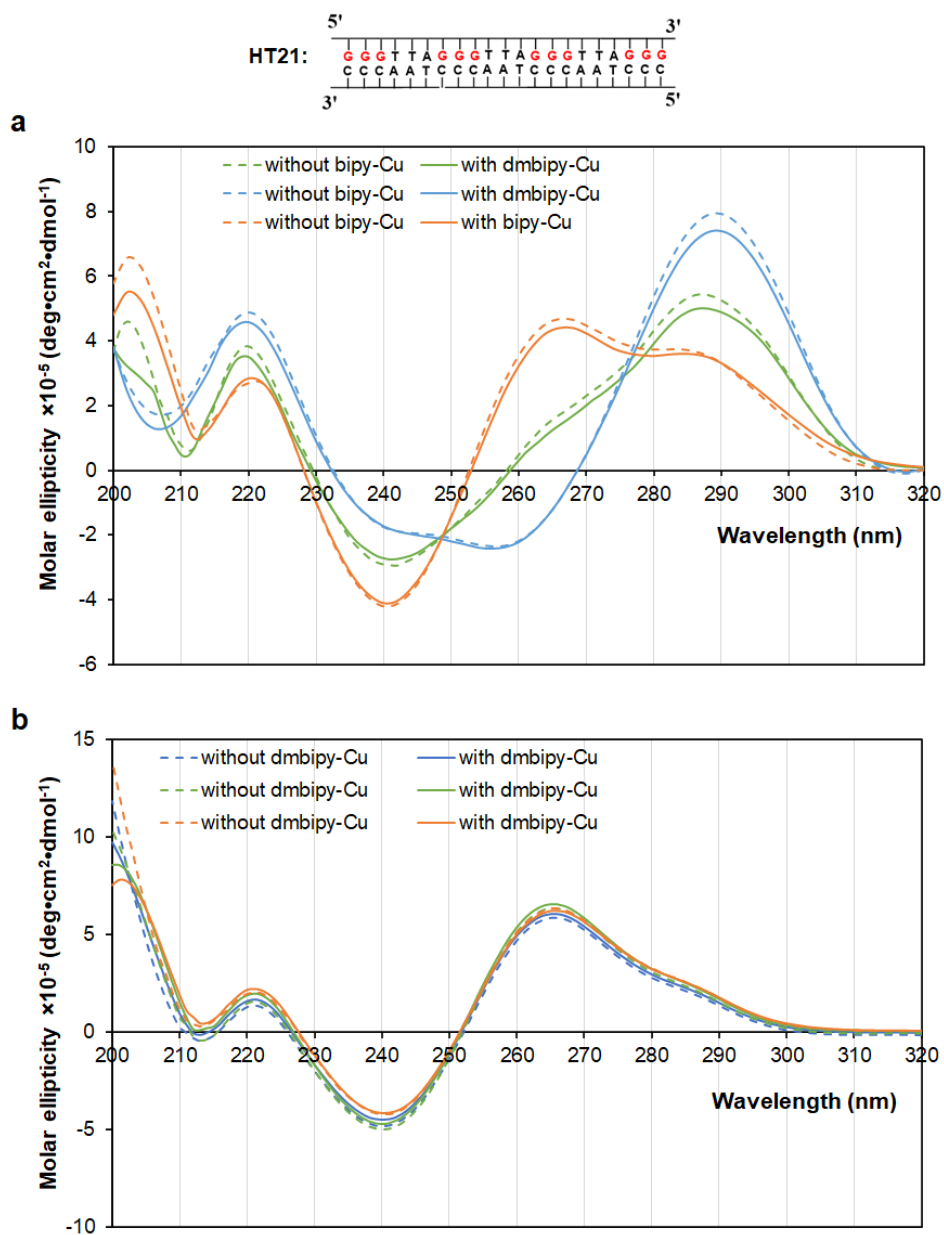 5' 3'
HT21: G G G T T A G G G T T A G G G T T A G G G
C C C A A T C C C A A T C C C A A T C C C
3' 5'
a
10
8
6
4
2
0
-2
-4
-6
Molar ellipticity ×10⁻⁵ (deg•cm²•dmol⁻¹)
without bipy-Cu with dmbipy-Cu
without bipy-Cu with dmbipy-Cu
without bipy-Cu with bipy-Cu
200 210 220 230 240 250 260 270 280 290 300 310 320
Wavelength (nm)
b
15
10
5
0
-5
-10
Molar ellipticity ×10⁻⁵ (deg•cm²•dmol⁻¹)
without dmbipy-Cu with dmbipy-Cu
without dmbipy-Cu with dmbipy-Cu
without dmbipy-Cu with dmbipy-Cu
200 210 220 230 240 250 260 270 280 290 300 310 320
Wavelength (nm)